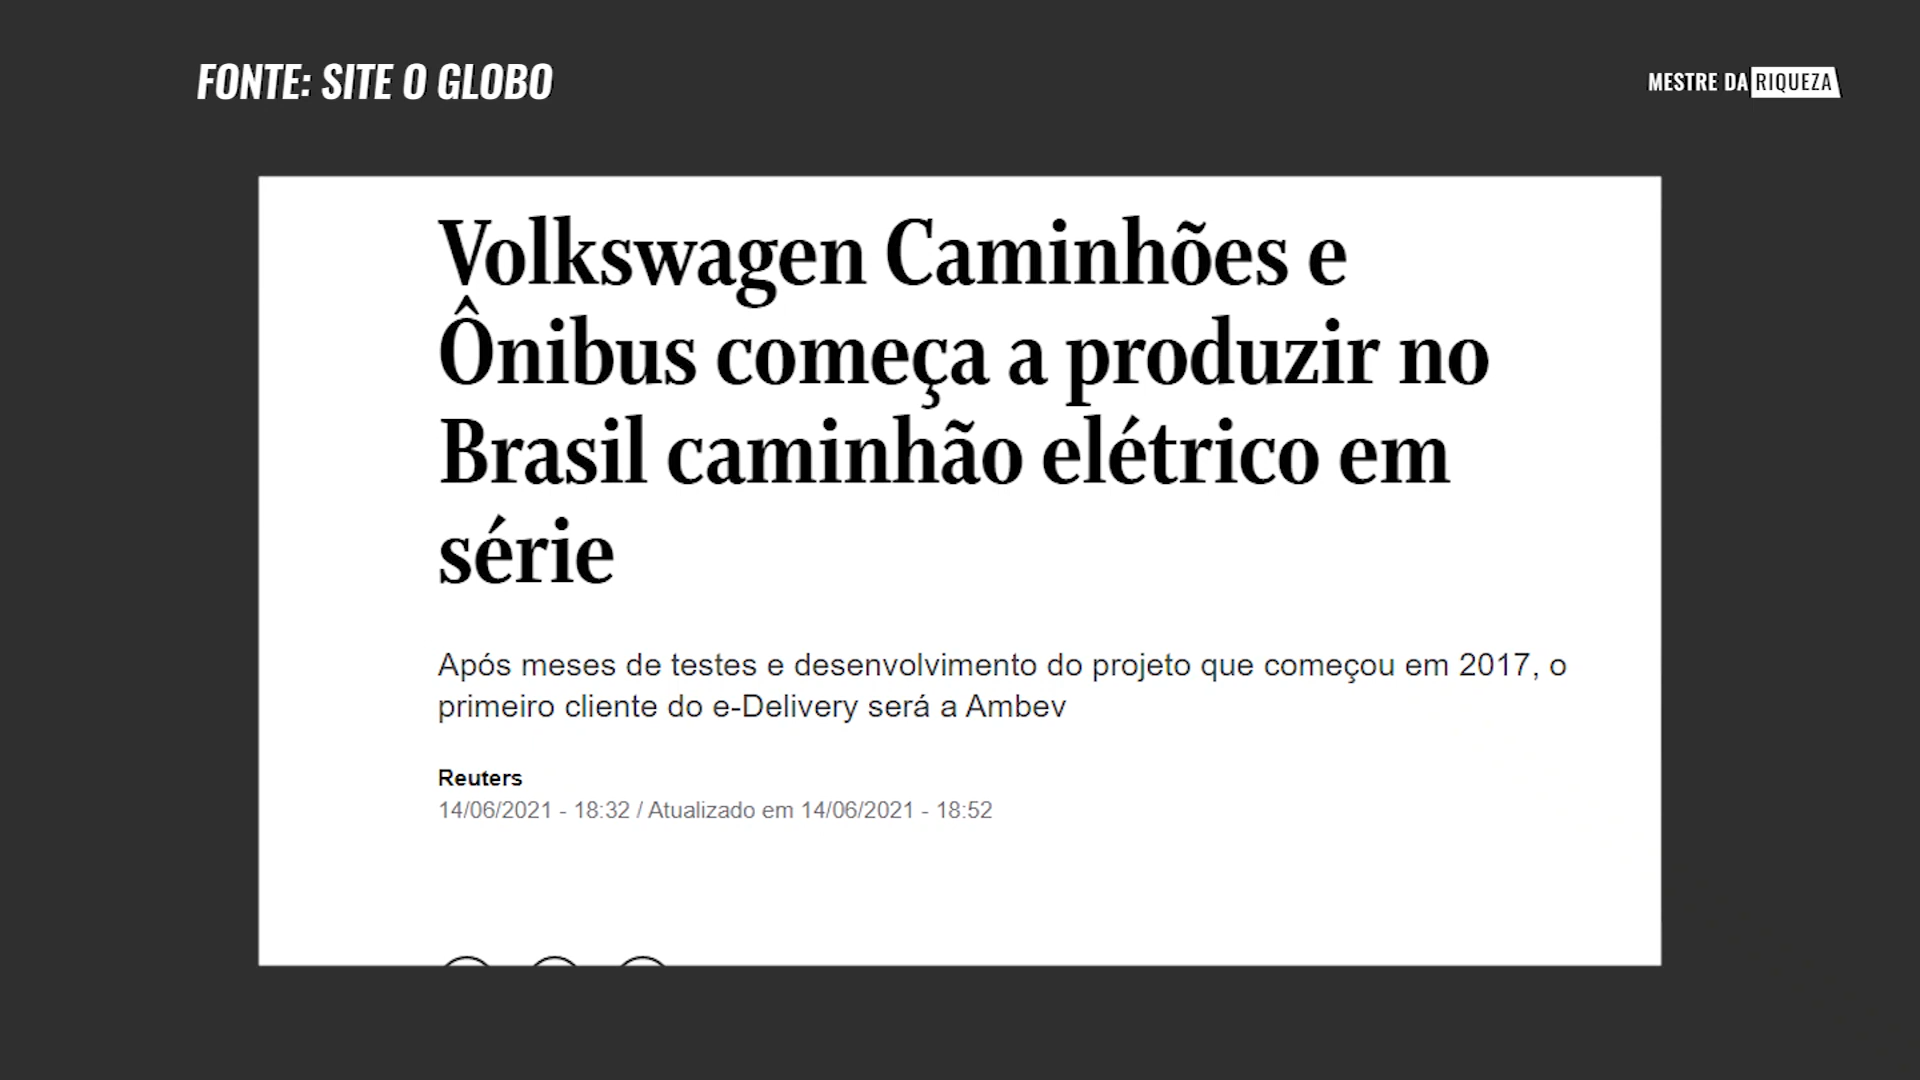 FONTE: SITE O GLOBO
MESTRE DA RIQUEZA
Volkswagen Caminhões e
Ônibus começa a produzir no
Brasil caminhão elétrico em
série
Após meses de testes e desenvolvimento do projeto que começou em 2017, o
primeiro cliente do e-Delivery será a Ambev
Reuters
14/06/2021 - 18:32 / Atualizado em 14/06/2021 - 18:52